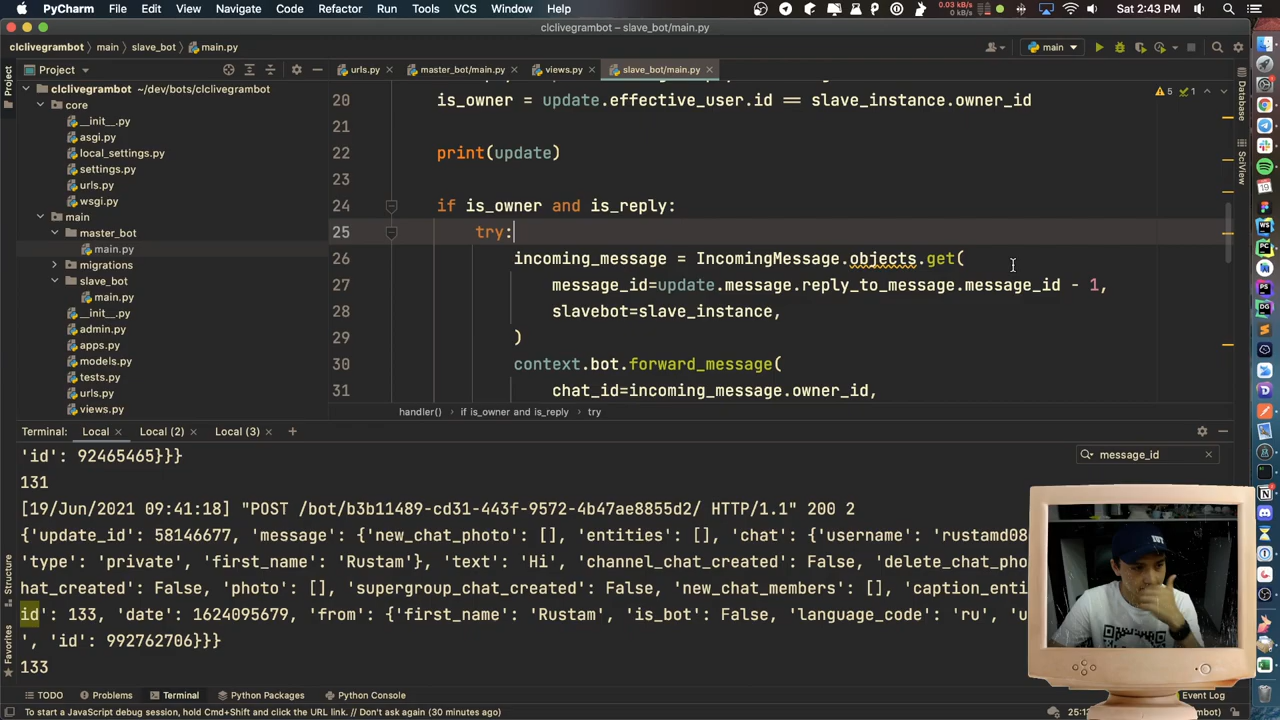 PyCharm File Edit View Navigate Code Refactor Run Tools VCS Window Help 0.03 kB/s Sat 2:43 PM
clclivegrambot – slave_bot/main.py
clclivegrambot main slave_bot main.py main
Project Project urls.py master_bot/main.py views.py slave_bot/main.py
clclivegrambot ~/dev/bots/clclivegrambot
core
__init__.py
asgi.py
local_settings.py
settings.py
urls.py
wsgi.py
main
master_bot
main.py
migrations
slave_bot
main.py
__init__.py
admin.py
apps.py
models.py
tests.py
urls.py
views.py
5 1
20 is_owner = update.effective_user.id == slave_instance.owner_id
21
22 print(update)
23
24 if is_owner and is_reply:
25 try:
26 incoming_message = IncomingMessage.objects.get(
27 message_id=update.message.reply_to_message.message_id - 1,
28 slavebot=slave_instance,
29 )
30 context.bot.forward_message(
31 chat_id=incoming_message.owner_id,
handler() if is_owner and is_reply try
Database
SciView
Terminal: Local Local (2) Local (3)
message_id
'id': 92465465}}}
131
[19/Jun/2021 09:41:18] "POST /bot/b3b11489-cd31-443f-9572-4b47ae8855d2/ HTTP/1.1" 200 2
{'update_id': 58146677, 'message': {'new_chat_photo': [], 'entities': [], 'chat': {'username': 'rustamd08
'type': 'private', 'first_name': 'Rustam'}, 'text': 'Hi', 'channel_chat_created': False, 'delete_chat_pho
hat_created': False, 'photo': [], 'supergroup_chat_created': False, 'new_chat_members': [], 'caption_enti
id': 133, 'date': 1624095679, 'from': {'first_name': 'Rustam', 'is_bot': False, 'language_code': 'ru', 'u
', 'id': 992762706}}}
133
Structure
Favorites
TODO Problems Terminal Python Packages Python Console Event Log
To start a JavaScript debug session, hold Cmd+Shift and click the URL link. // Don't ask again (30 minutes ago)